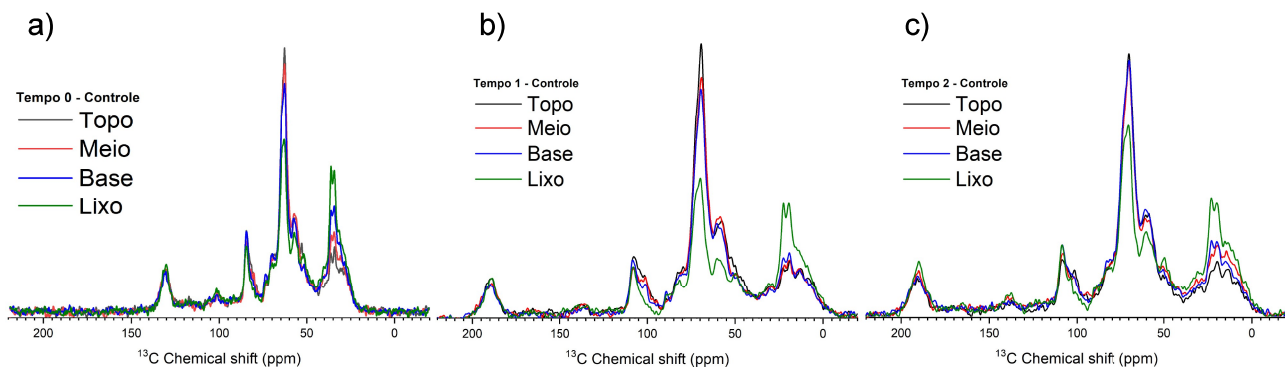 a)
Tempo 0 - Controle
Topo
Meio
Base
Lixo
200 150 100 50 0
¹³C Chemical shift (ppm)
b)
Tempo 1 - Controle
Topo
Meio
Base
Lixo
200 150 100 50 0
¹³C Chemical shift (ppm)
c)
Tempo 2 - Controle
Topo
Meio
Base
Lixo
200 150 100 50 0
¹³C Chemical shift (ppm)